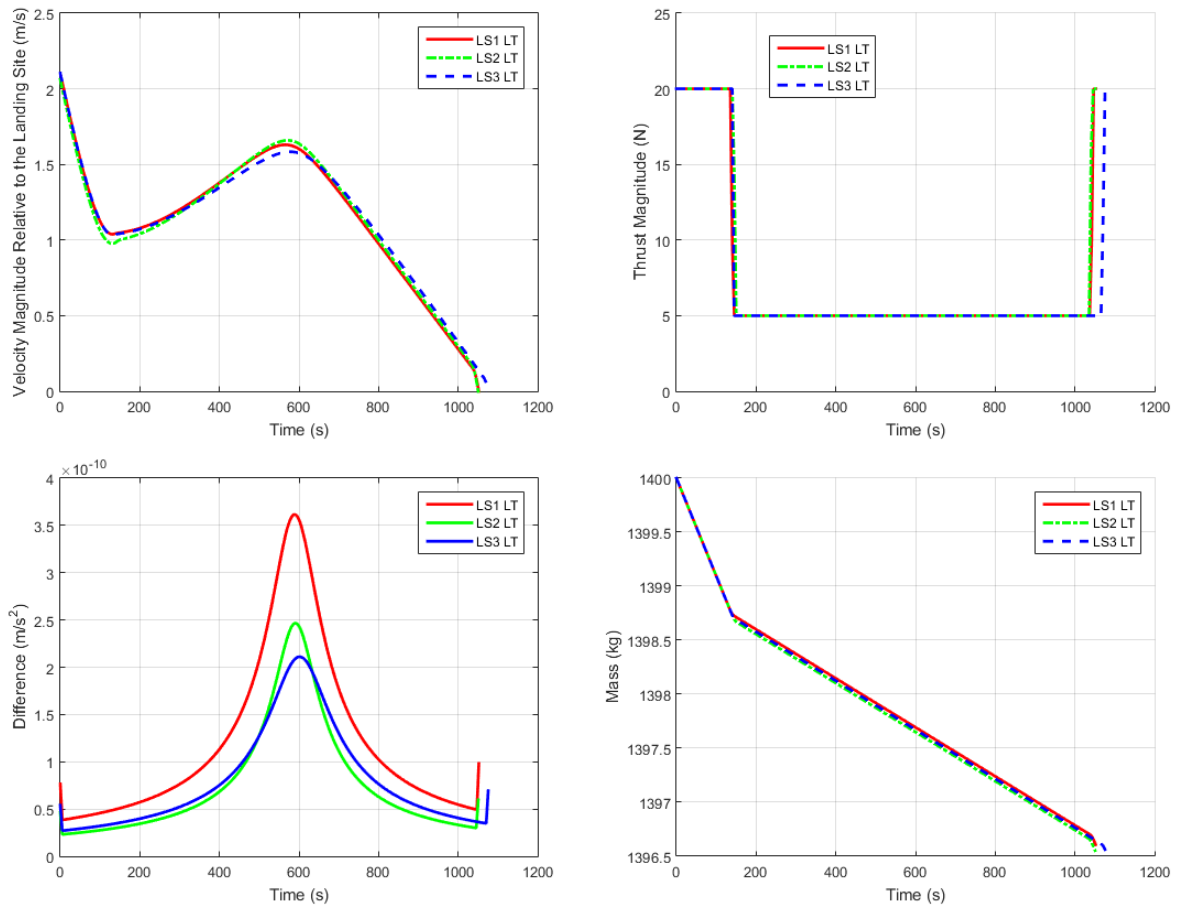 Velocity Magnitude Relative to the Landing Site (m/s)
2.5
2
1.5
1
0.5
0
0 200 400 600 800 1000 1200
Time (s)
LS1 LT
LS2 LT
LS3 LT
Thrust Magnitude (N)
25
20
15
10
5
0
0 200 400 600 800 1000 1200
Time (s)
LS1 LT
LS2 LT
LS3 LT
Difference (m/s²)
×10⁻¹⁰
4
3.5
3
2.5
2
1.5
1
0.5
0
0 200 400 600 800 1000 1200
Time (s)
LS1 LT
LS2 LT
LS3 LT
Mass (kg)
1400
1399.5
1399
1398.5
1398
1397.5
1397
1396.5
0 200 400 600 800 1000 1200
Time (s)
LS1 LT
LS2 LT
LS3 LT